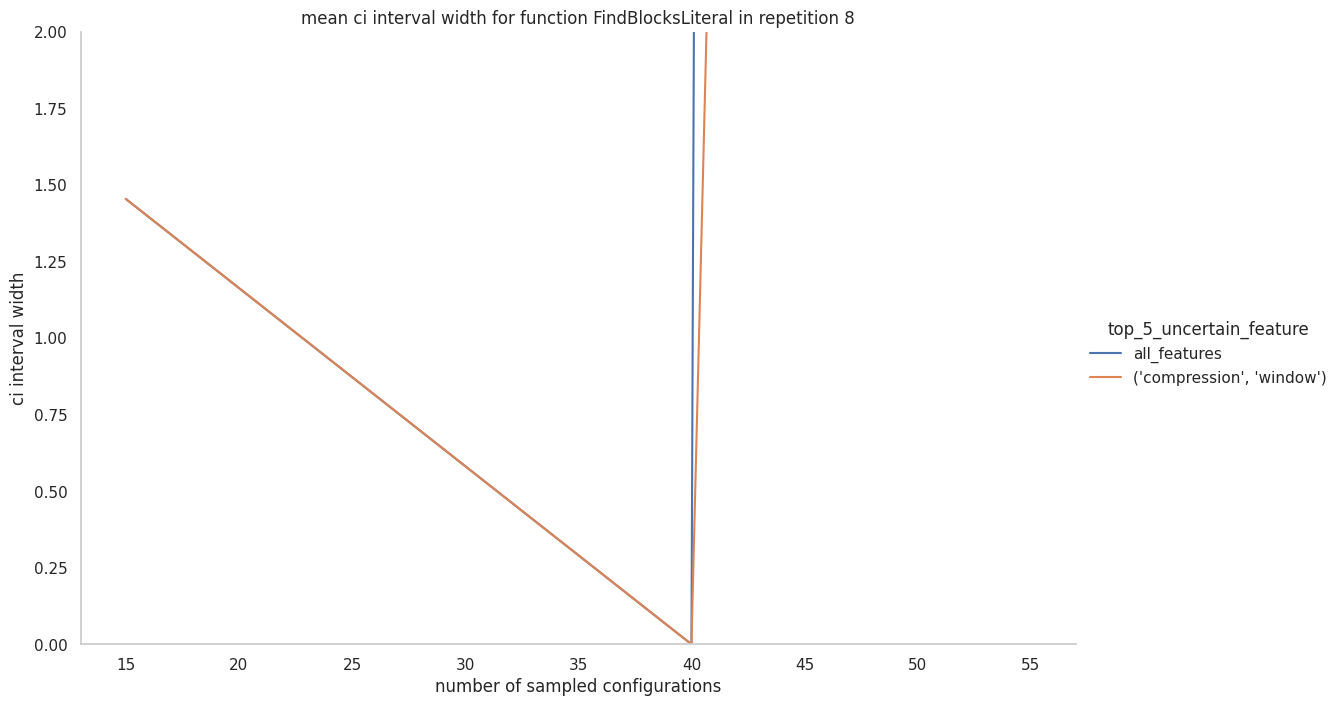 mean ci interval width for function FindBlocksLiteral in repetition 8
2.00
1.75
1.50
1.25
1.00
0.75
0.50
0.25
0.00
ci interval width
15 20 25 30 35 40 45 50 55
number of sampled configurations
top_5_uncertain_feature
all_features
('compression', 'window')